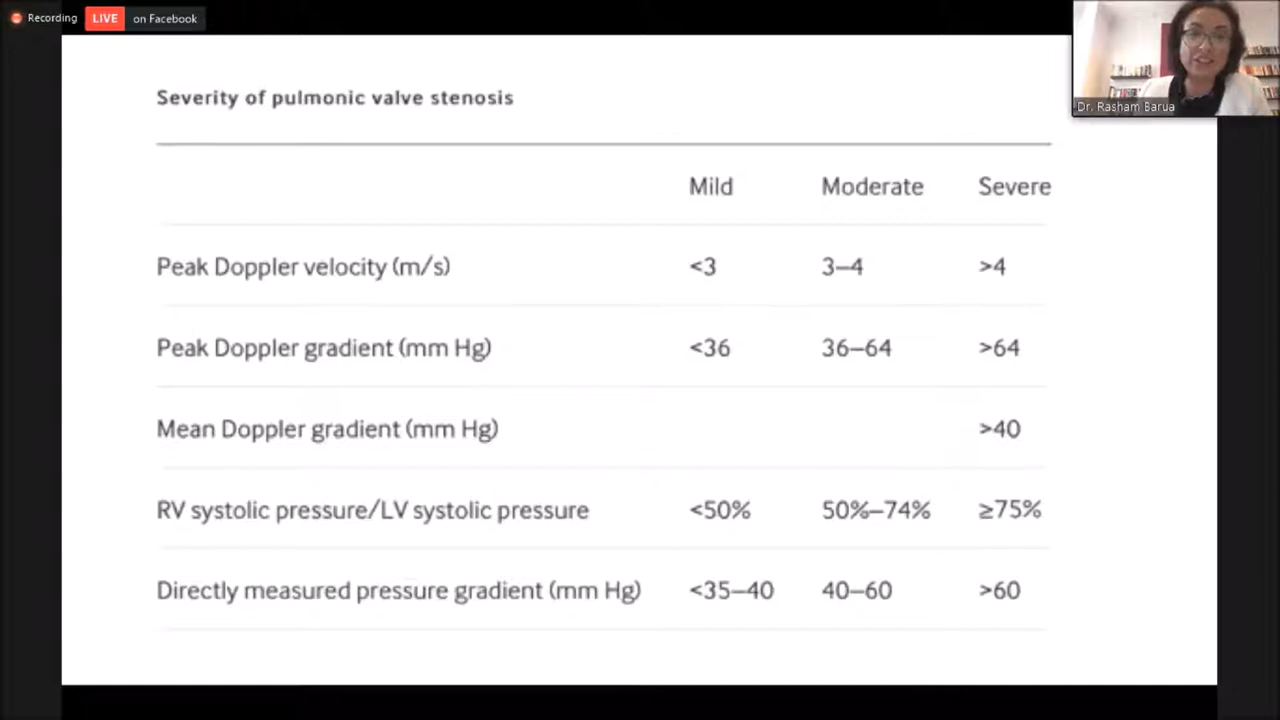 Recording LIVE on Facebook
Dr. Rasham Barua
Severity of pulmonic valve stenosis
Mild Moderate Severe
Peak Doppler velocity (m/s) <3 3–4 >4
Peak Doppler gradient (mm Hg) <36 36–64 >64
Mean Doppler gradient (mm Hg) >40
RV systolic pressure/LV systolic pressure <50% 50%–74% ≥75%
Directly measured pressure gradient (mm Hg) <35–40 40–60 >60